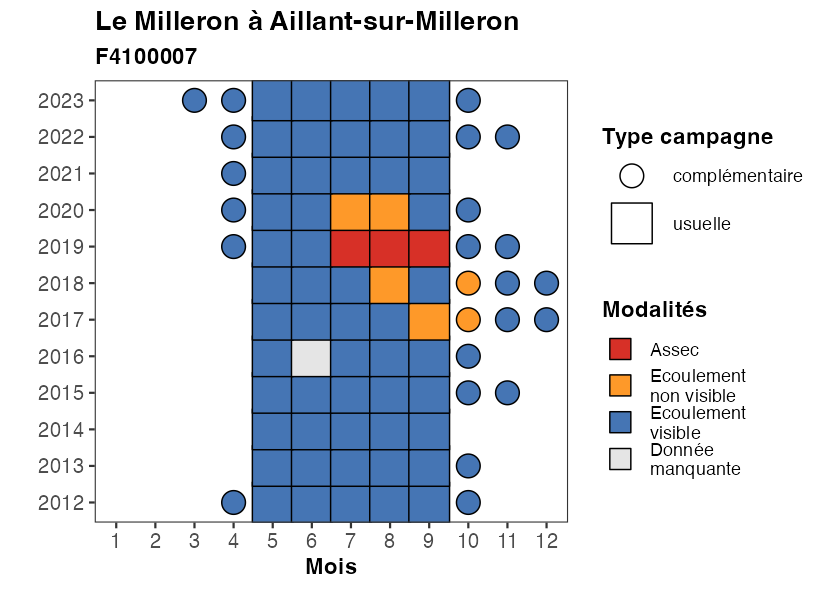 Le Milleron à Aillant-sur-Milleron
F4100007
2023
2022
2021
2020
2019
2018
2017
2016
2015
2014
2013
2012
1 2 3 4 5 6 7 8 9 10 11 12
Mois
Type campagne
complémentaire
usuelle
Modalités
Assec
Ecoulement
non visible
Ecoulement
visible
Donnée
manquante